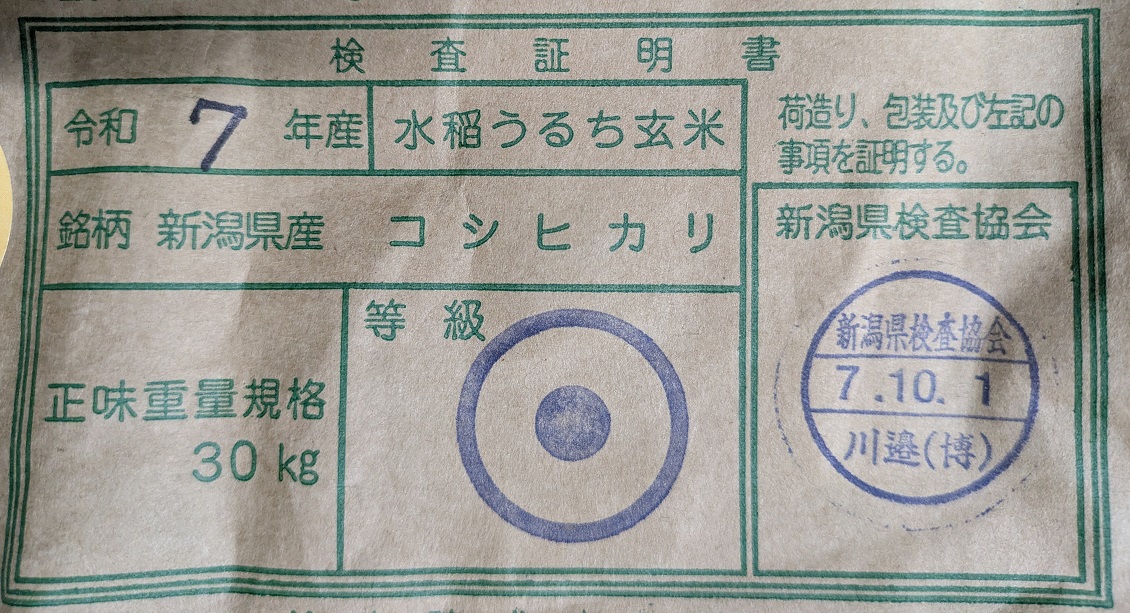 検査証明書
令和 7 年産 水稲うるち玄米
銘柄 新潟県産 コシヒカリ
正味重量規格
30kg
等級
荷造り、包装及び左記の
事項を証明する。
新潟県検査協会
新潟県検査協会
7.10.1
川邉(博)